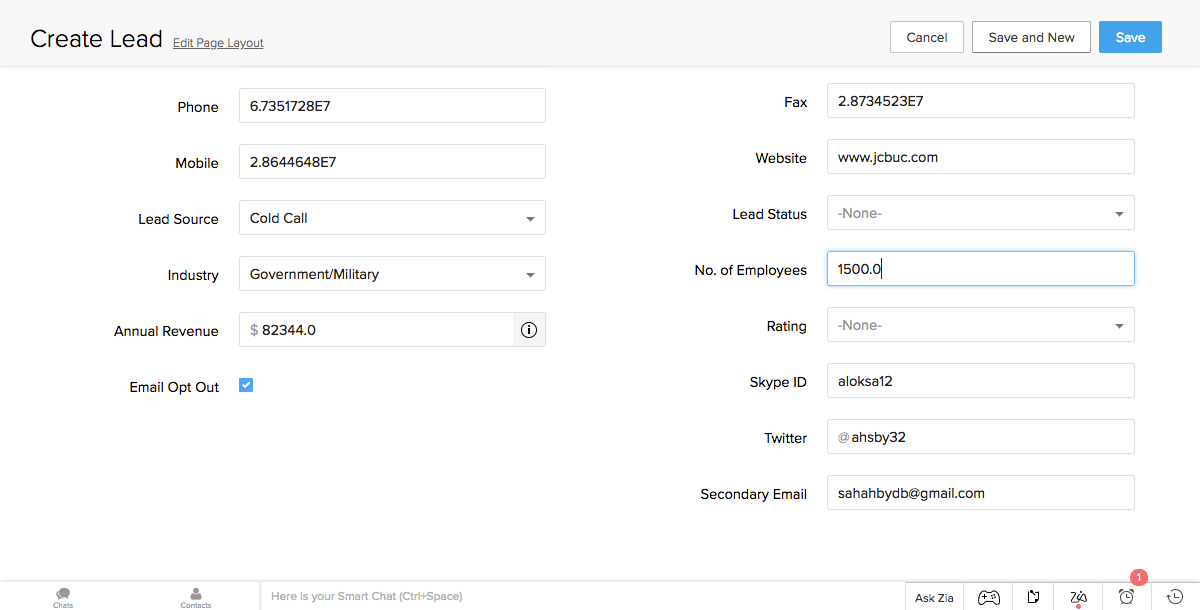 Create Lead Edit Page Layout
Cancel Save and New Save
Phone 6.7351728E7
Mobile 2.8644648E7
Lead Source Cold Call
Industry Government/Military
Annual Revenue $ 82344.0
Email Opt Out
Fax 2.8734523E7
Website www.jcbuc.com
Lead Status -None-
No. of Employees 1500.0
Rating -None-
Skype ID aloksa12
Twitter @ahsby32
Secondary Email sahahbydb@gmail.com
Chats
Contacts
Here is your Smart Chat (Ctrl+Space)
Ask Zia
1